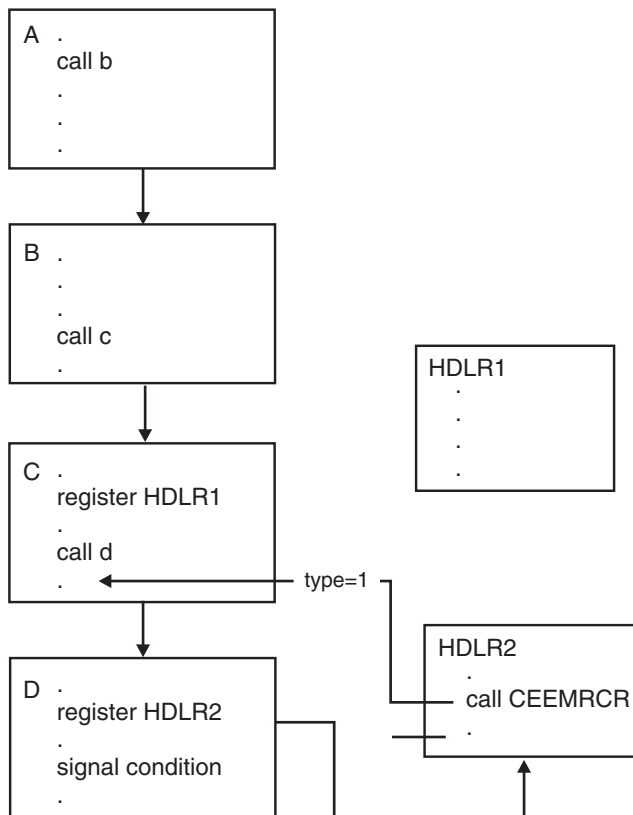 A .
call b
.
.
.
B .
.
.
call c
.
HDLR1
.
.
.
.
C .
register HDLR1
.
call d
.
type=1
HDLR2
.
call CEEMRCR
.
D .
register HDLR2
.
signal condition
.